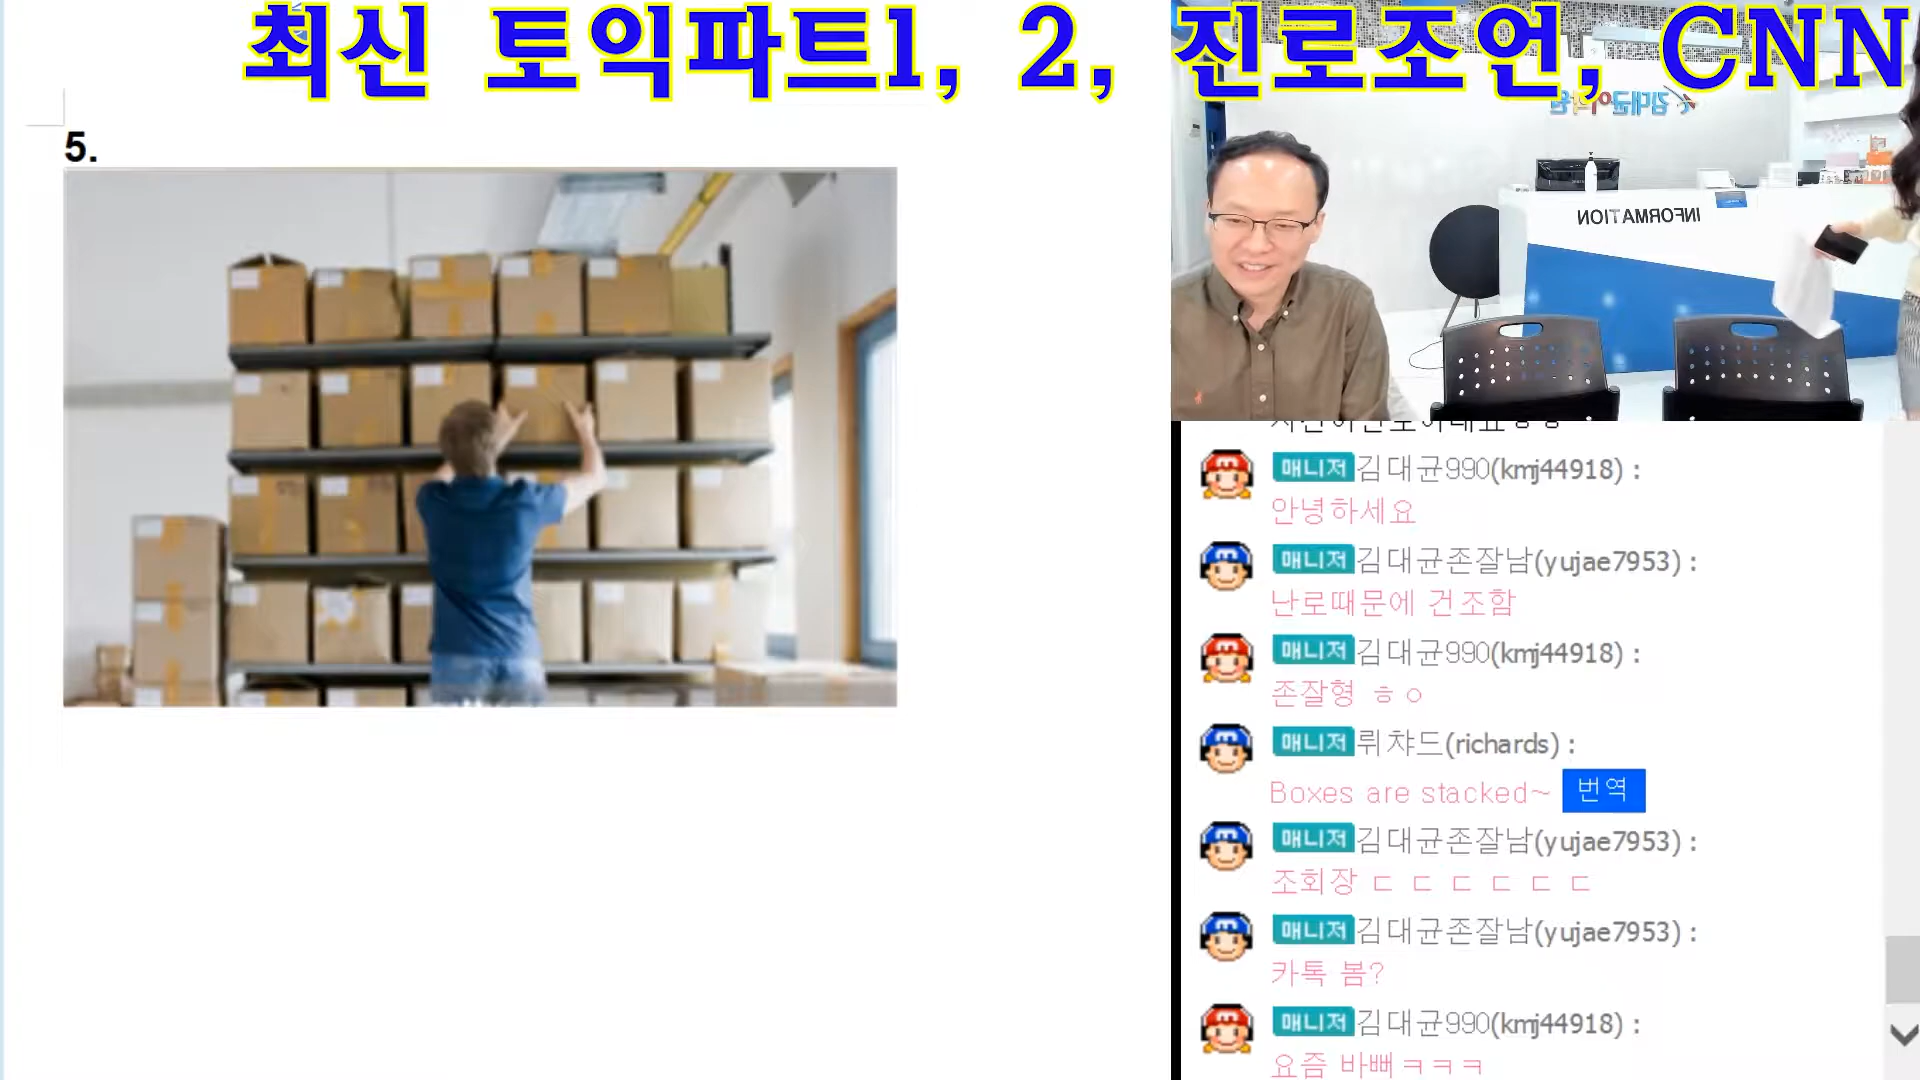 최신 토익파트1, 2, 진로조언, CNN
5.
김대균어학원
INFORMATION
매니저 김대균990(kmj44918) :
안녕하세요
매니저 김대균존잘남(yujae7953) :
난로때문에 건조함
매니저 김대균990(kmj44918) :
존잘형 ㅎㅇ
매니저 뤼챠드(richards) :
Boxes are stacked~ 번역
매니저 김대균존잘남(yujae7953) :
조회장 ㄷ ㄷ ㄷ ㄷ ㄷ ㄷ
매니저 김대균존잘남(yujae7953) :
카톡 봄?
매니저 김대균990(kmj44918) :
요즘 바빠ㅋㅋㅋ